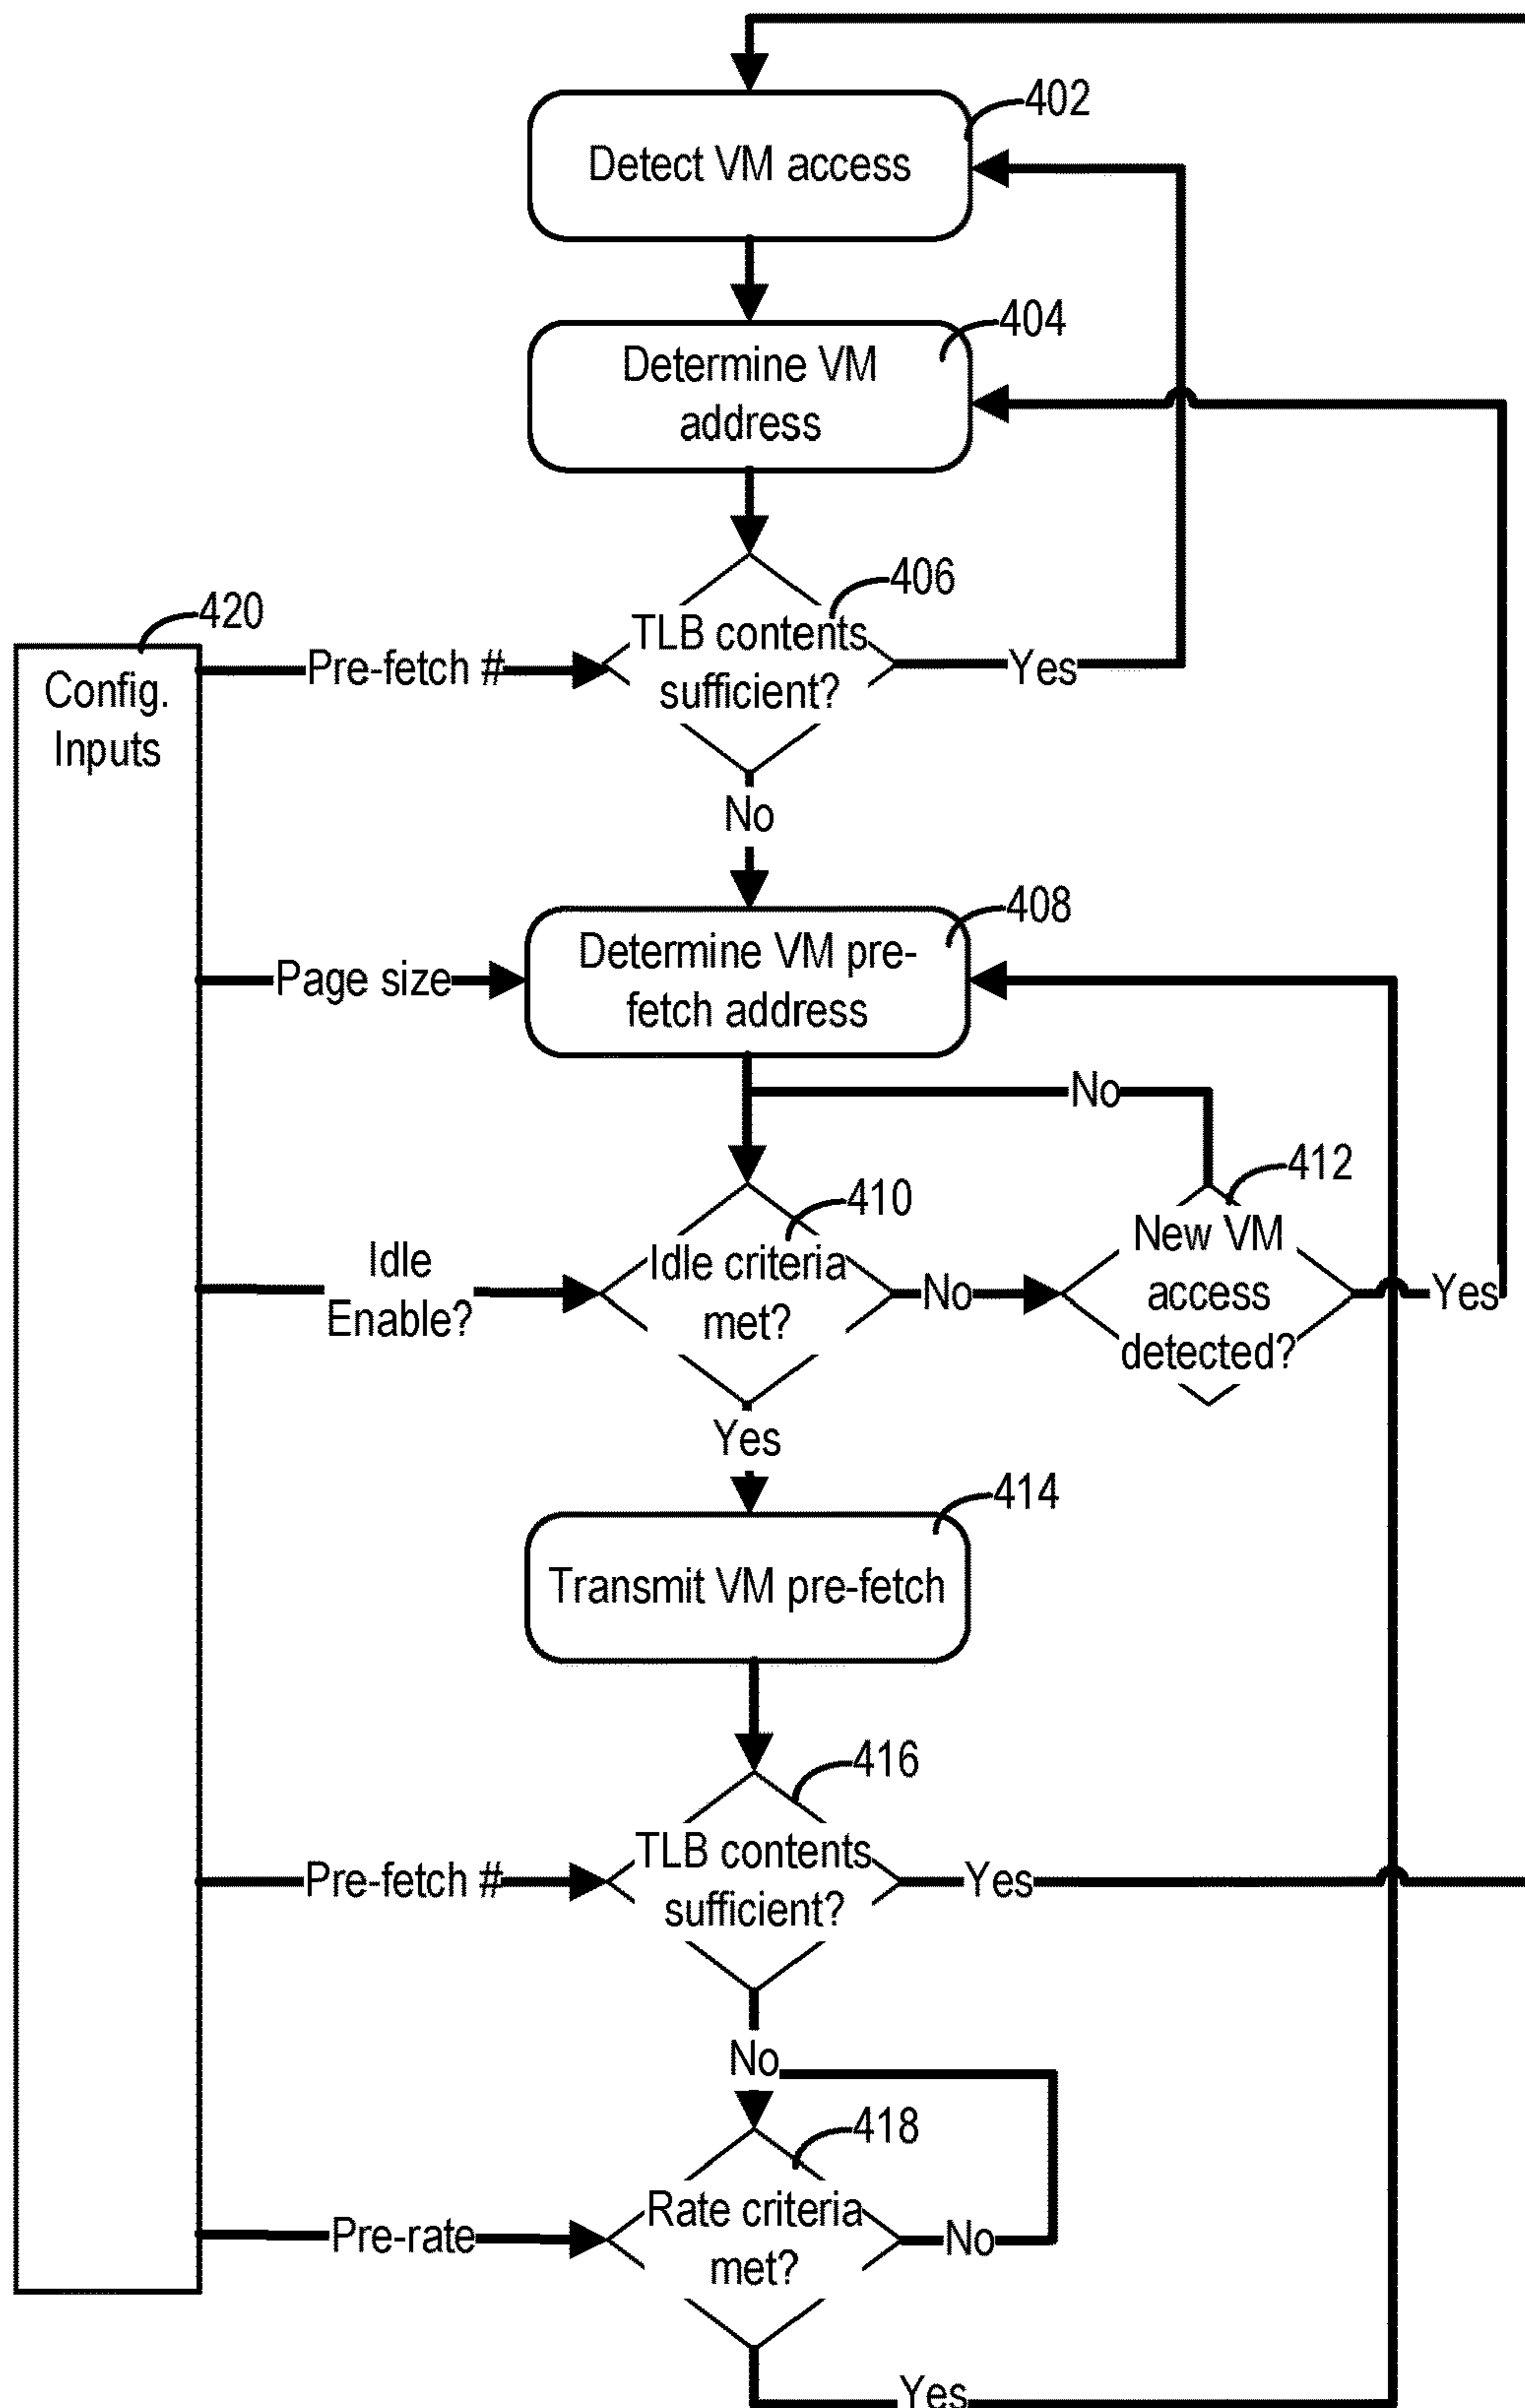 402
Detect VM access
404
Determine VM
address
406
420
TLB contents
sufficient?
Pre-fetch #
Yes
Config.
Inputs
No
408
Determine VM pre-
fetch address
Page size
No
412
410
New VM
access
detected?
Idle
Enable?
Idle criteria
met?
No
Yes
Yes
414
Transmit VM pre-fetch
416
TLB contents
sufficient?
Pre-fetch #
Yes
No
418
Rate criteria
met?
Pre-rate
No
Yes